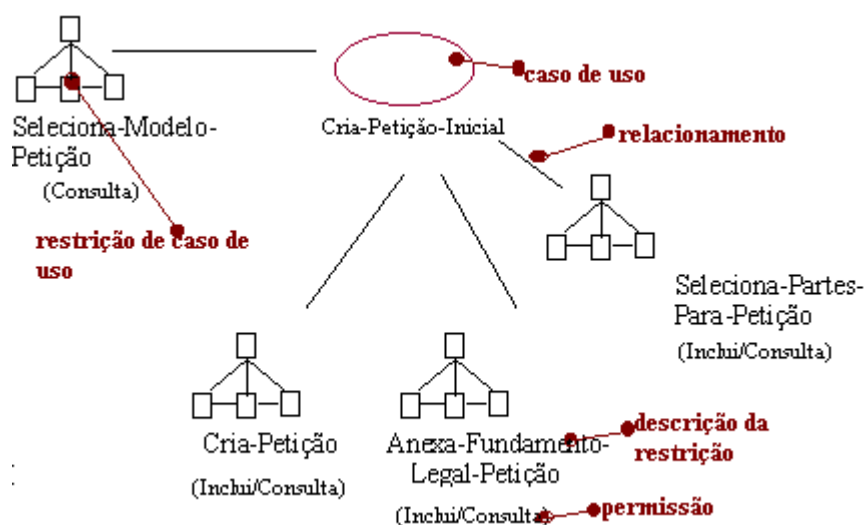 caso de uso
Cria-Petição-Inicial
relacionamento
Seleciona-Modelo-
Petição
(Consulta)
restrição de caso de
uso
Seleciona-Partes-
Para-Petição
(Inclui/Consulta)
Cria-Petição
(Inclui/Consulta)
Anexa-Fundamento-
Legal-Petição
(Inclui/Consulta)
descrição da
restrição
permissão